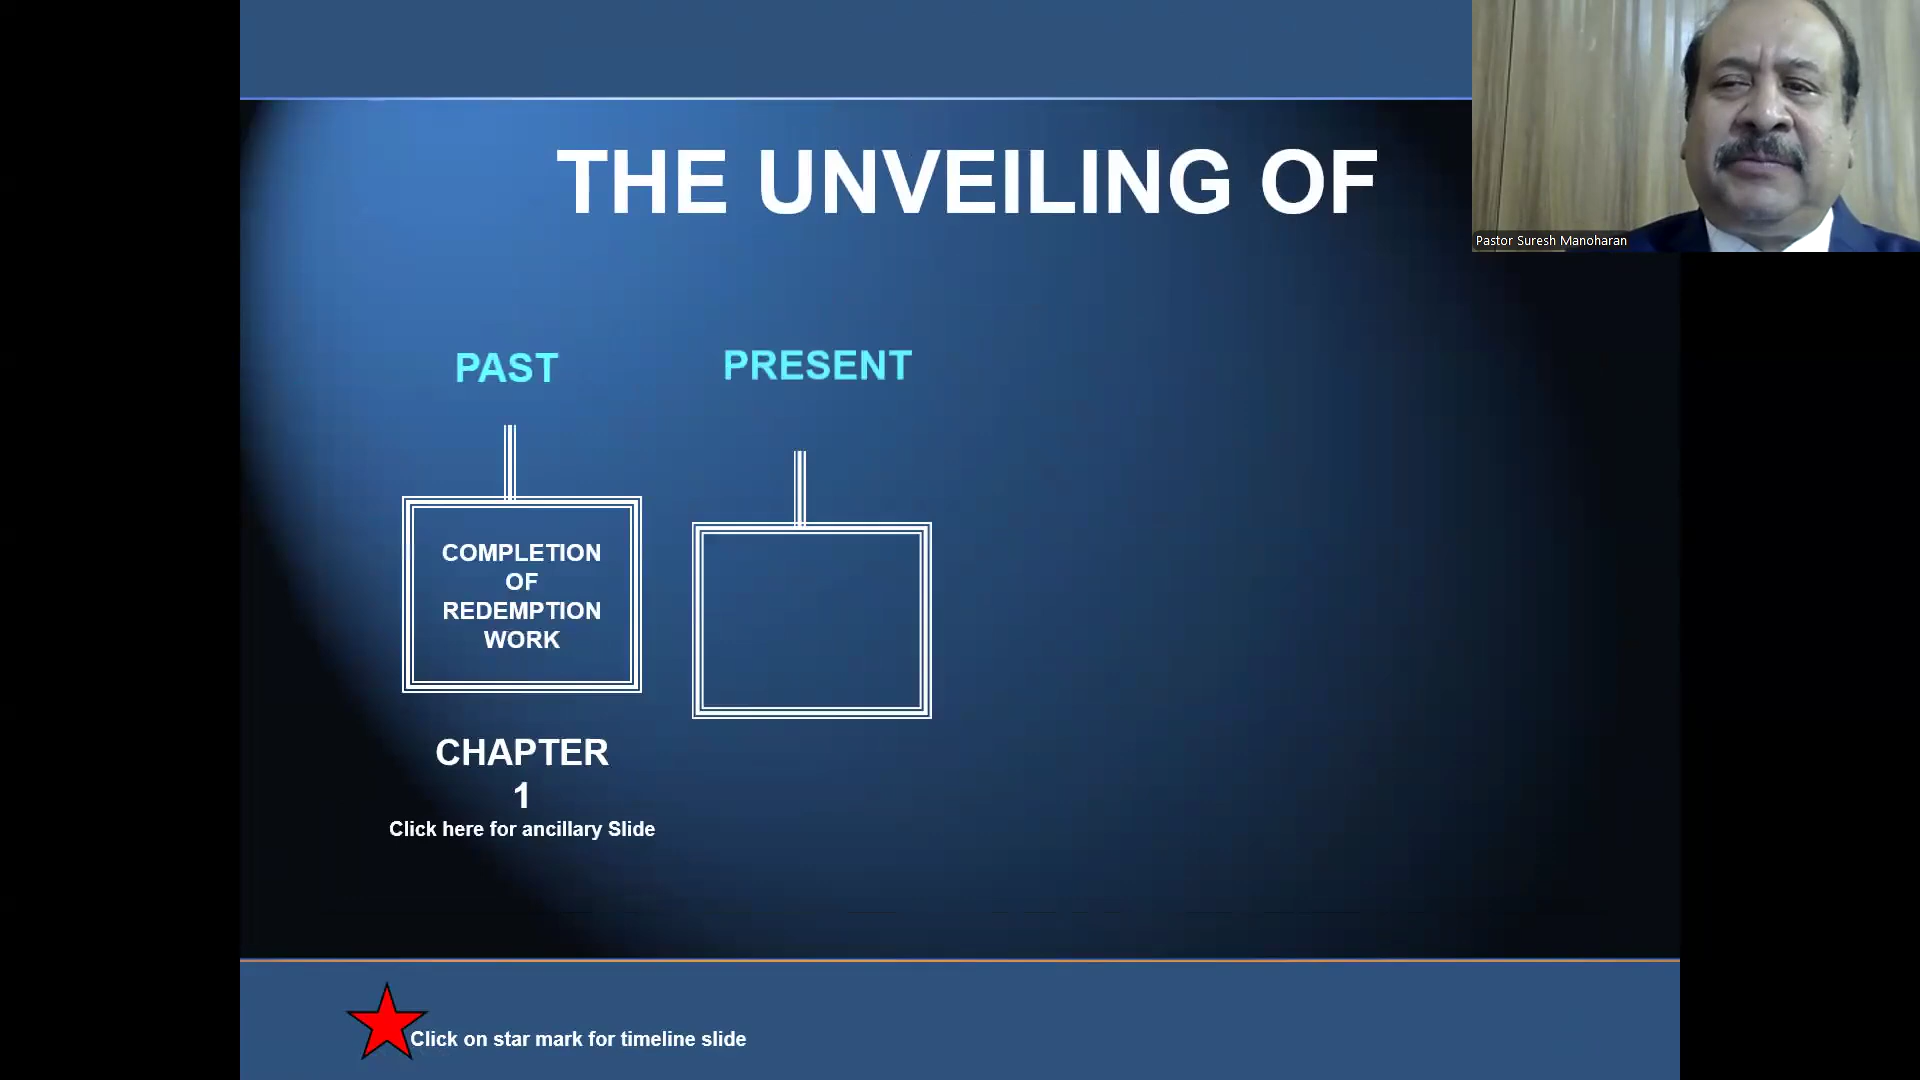 THE UNVEILING OF
Pastor Suresh Manoharan
PAST
PRESENT
COMPLETION
OF
REDEMPTION
WORK
CHAPTER
1
Click here for ancillary Slide
Click on star mark for timeline slide